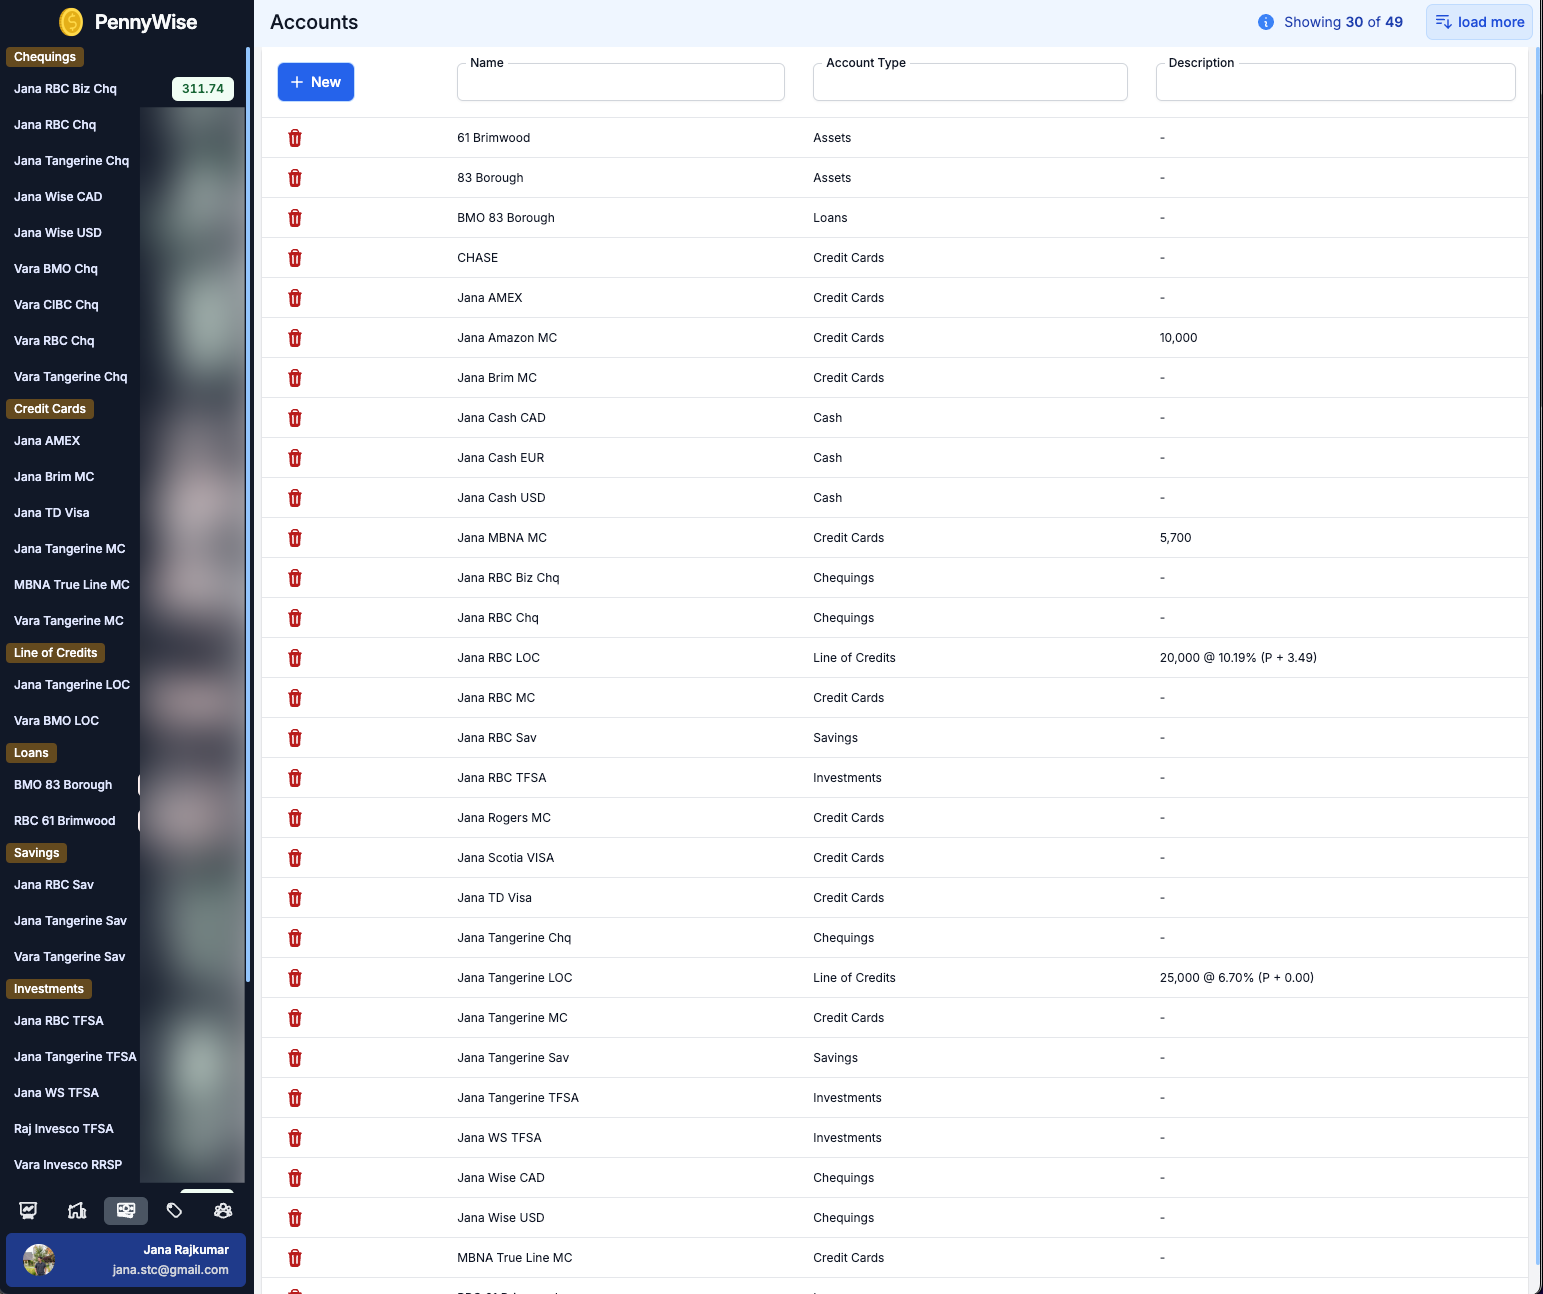 PennyWise
Chequings
Jana RBC Biz Chq 311.74
Jana RBC Chq
Jana Tangerine Chq
Jana Wise CAD
Jana Wise USD
Vara BMO Chq
Vara CIBC Chq
Vara RBC Chq
Vara Tangerine Chq
Credit Cards
Jana AMEX
Jana Brim MC
Jana TD Visa
Jana Tangerine MC
MBNA True Line MC
Vara Tangerine MC
Line of Credits
Jana Tangerine LOC
Vara BMO LOC
Loans
BMO 83 Borough
RBC 61 Brimwood
Savings
Jana RBC Sav
Jana Tangerine Sav
Vara Tangerine Sav
Investments
Jana RBC TFSA
Jana Tangerine TFSA
Jana WS TFSA
Raj Invesco TFSA
Vara Invesco RRSP
Jana Rajkumar
jana.stc@gmail.com
Accounts
Showing 30 of 49
load more
+ New
Name Account Type Description
61 Brimwood Assets -
83 Borough Assets -
BMO 83 Borough Loans -
CHASE Credit Cards -
Jana AMEX Credit Cards -
Jana Amazon MC Credit Cards 10,000
Jana Brim MC Credit Cards -
Jana Cash CAD Cash -
Jana Cash EUR Cash -
Jana Cash USD Cash -
Jana MBNA MC Credit Cards 5,700
Jana RBC Biz Chq Chequings -
Jana RBC Chq Chequings -
Jana RBC LOC Line of Credits 20,000 @ 10.19% (P + 3.49)
Jana RBC MC Credit Cards -
Jana RBC Sav Savings -
Jana RBC TFSA Investments -
Jana Rogers MC Credit Cards -
Jana Scotia VISA Credit Cards -
Jana TD Visa Credit Cards -
Jana Tangerine Chq Chequings -
Jana Tangerine LOC Line of Credits 25,000 @ 6.70% (P + 0.00)
Jana Tangerine MC Credit Cards -
Jana Tangerine Sav Savings -
Jana Tangerine TFSA Investments -
Jana WS TFSA Investments -
Jana Wise CAD Chequings -
Jana Wise USD Chequings -
MBNA True Line MC Credit Cards -